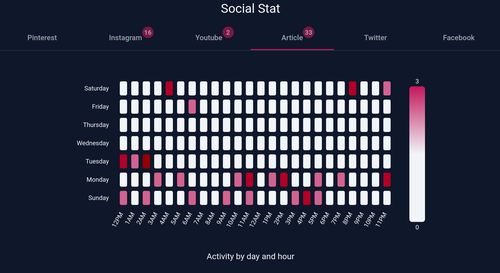 Social Stat
Pinterest Instagram 16 Youtube 2 Article 33 Twitter Facebook
3
Saturday
Friday
Thursday
Wednesday
Tuesday
Monday
Sunday
0
12PM 1AM 2AM 3AM 4AM 5AM 6AM 7AM 8AM 9AM 10AM 11AM 12AM 1PM 2PM 3PM 4PM 5PM 6PM 7PM 8PM 9PM 10PM 11PM
Activity by day and hour